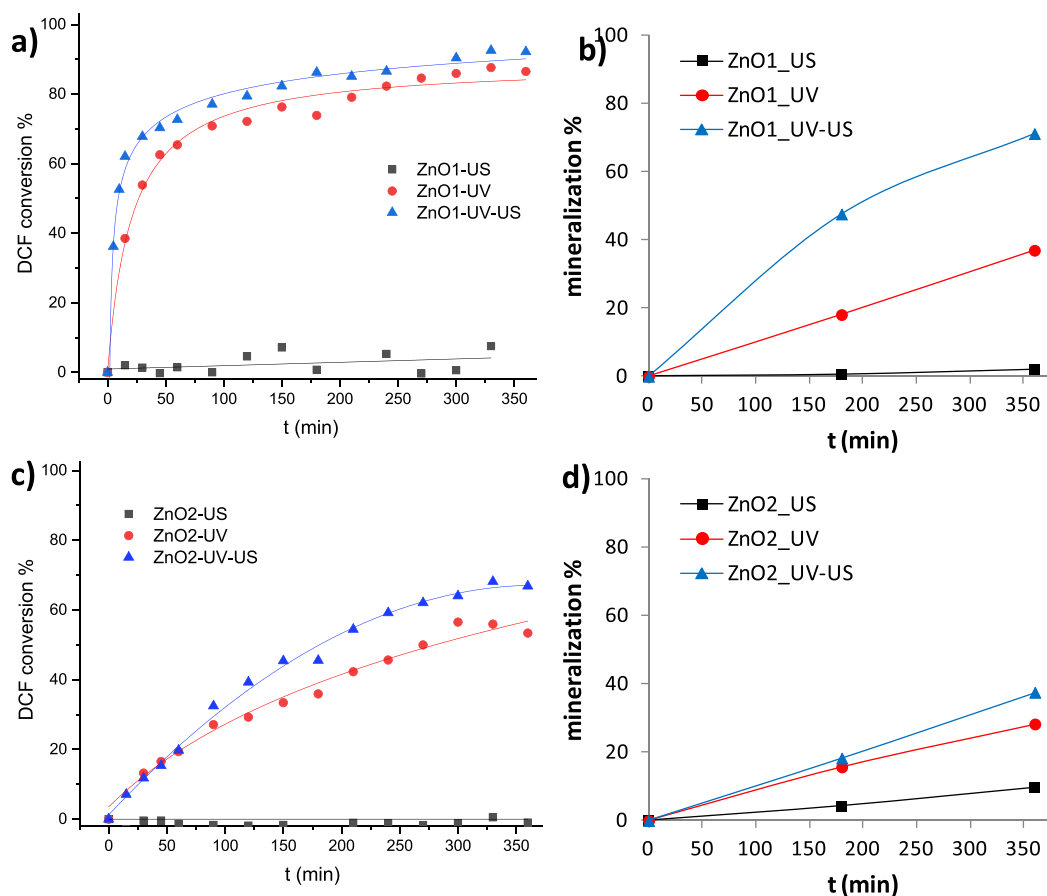 a)
100
80
60
40
20
0
DCF conversion %
ZnO1-US
ZnO1-UV
ZnO1-UV-US
0 50 100 150 200 250 300 350
t (min)
b)
100
80
60
40
20
0
mineralization %
ZnO1_US
ZnO1_UV
ZnO1_UV-US
0 50 100 150 200 250 300 350
t (min)
c)
100
80
60
40
20
0
DCF conversion %
ZnO2-US
ZnO2-UV
ZnO2-UV-US
0 50 100 150 200 250 300 350
t (min)
d)
100
80
60
40
20
0
mineralization %
ZnO2_US
ZnO2_UV
ZnO2_UV-US
0 50 100 150 200 250 300 350
t (min)